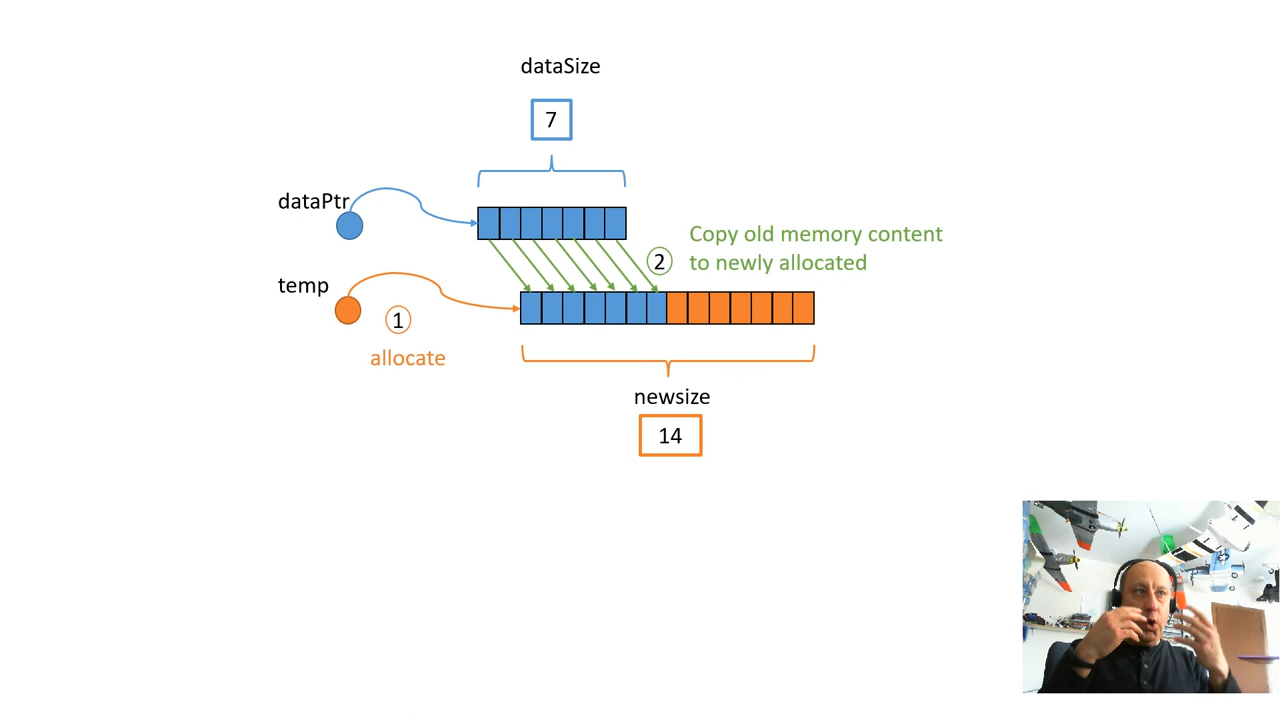 dataSize
7
dataPtr
Copy old memory content
2
to newly allocated
temp
1
allocate
newsize
14